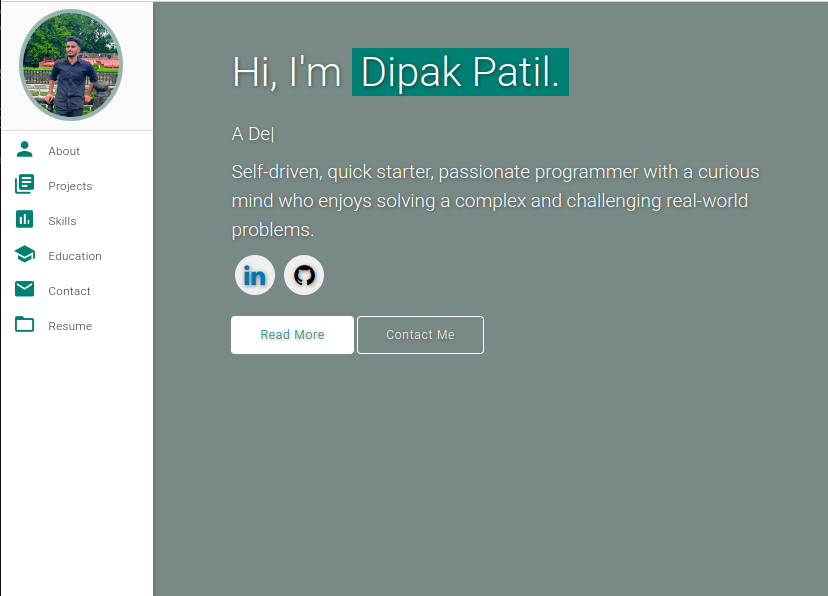 About
Projects
Skills
Education
Contact
Resume
Hi, I'm Dipak Patil.
A De|
Self-driven, quick starter, passionate programmer with a curious
mind who enjoys solving a complex and challenging real-world
problems.
in
Read More
Contact Me